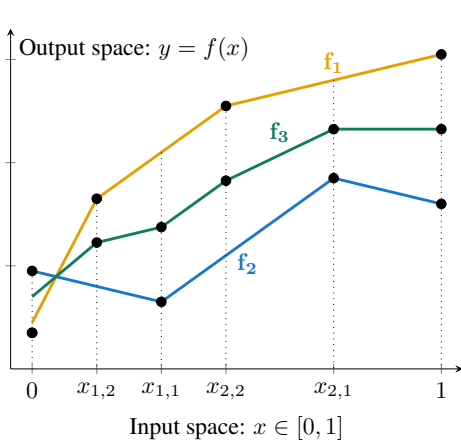 Output space: y = f(x)
f₁
f₃
f₂
0 x₁,₂ x₁,₁ x₂,₂ x₂,₁ 1
Input space: x ∈ [0, 1]